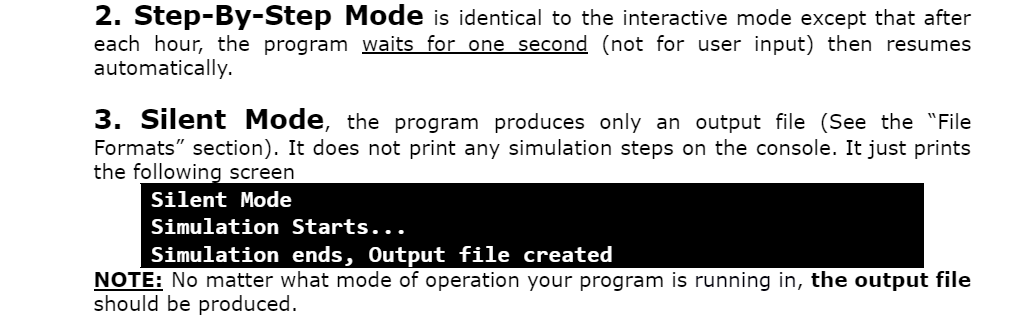 2. Step-By-Step Mode is identical to the interactive mode except that after
each hour, the program waits for one second (not for user input) then resumes
automatically.
3. Silent Mode, the program produces only an output file (See the “File
Formats” section). It does not print any simulation steps on the console. It just prints
the following screen
Silent Mode
Simulation Starts...
Simulation ends, Output file created
NOTE: No matter what mode of operation your program is running in, the output file
should be produced.